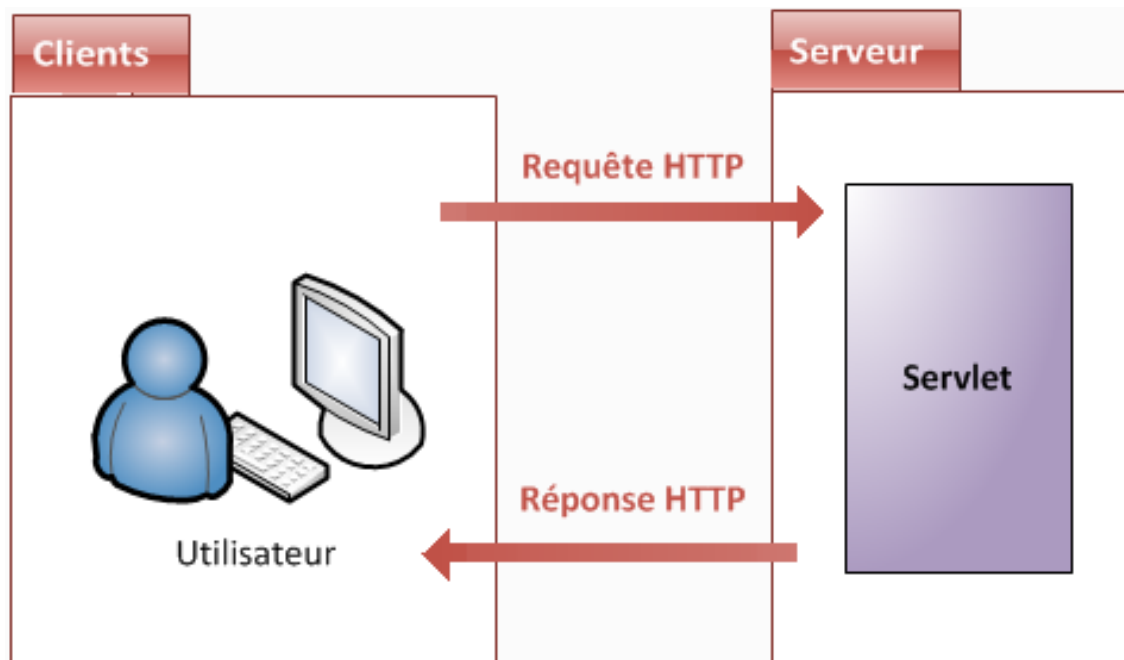 Clients
Serveur
Requête HTTP
Servlet
Réponse HTTP
Utilisateur